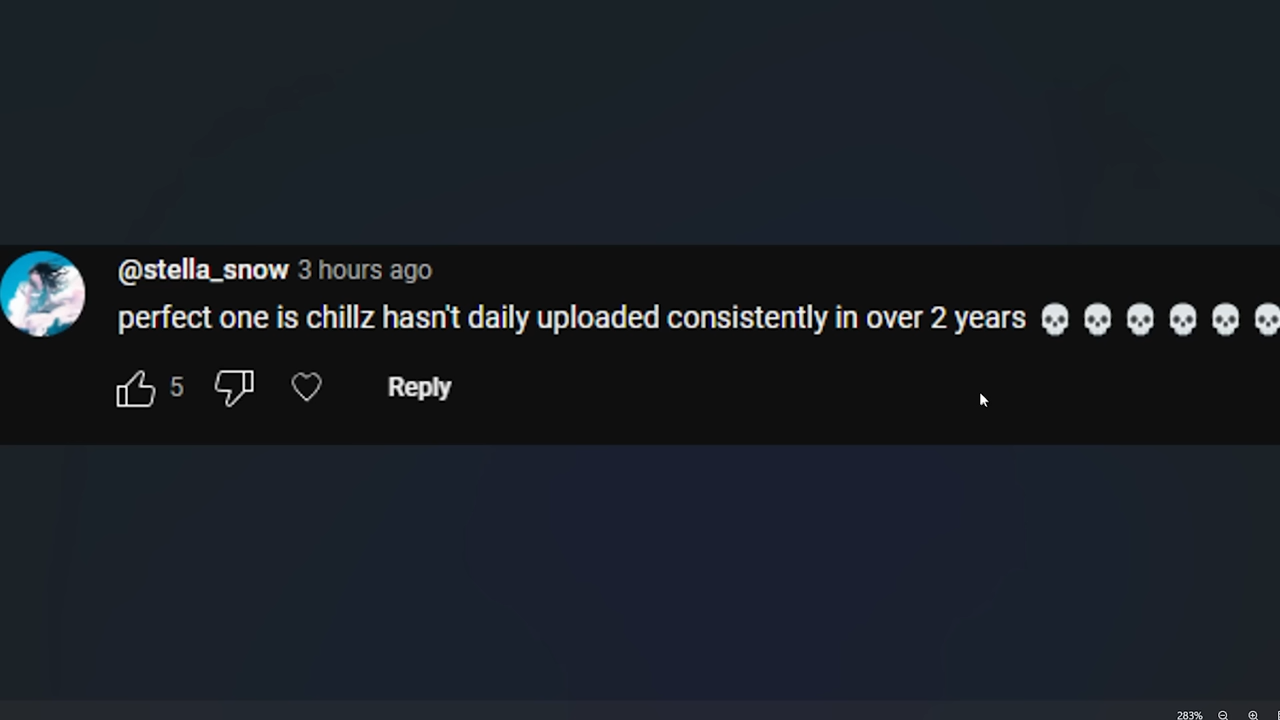 @stella_snow 3 hours ago
perfect one is chillz hasn't daily uploaded consistently in over 2 years 💀 💀 💀 💀 💀 💀
5 Reply
283%